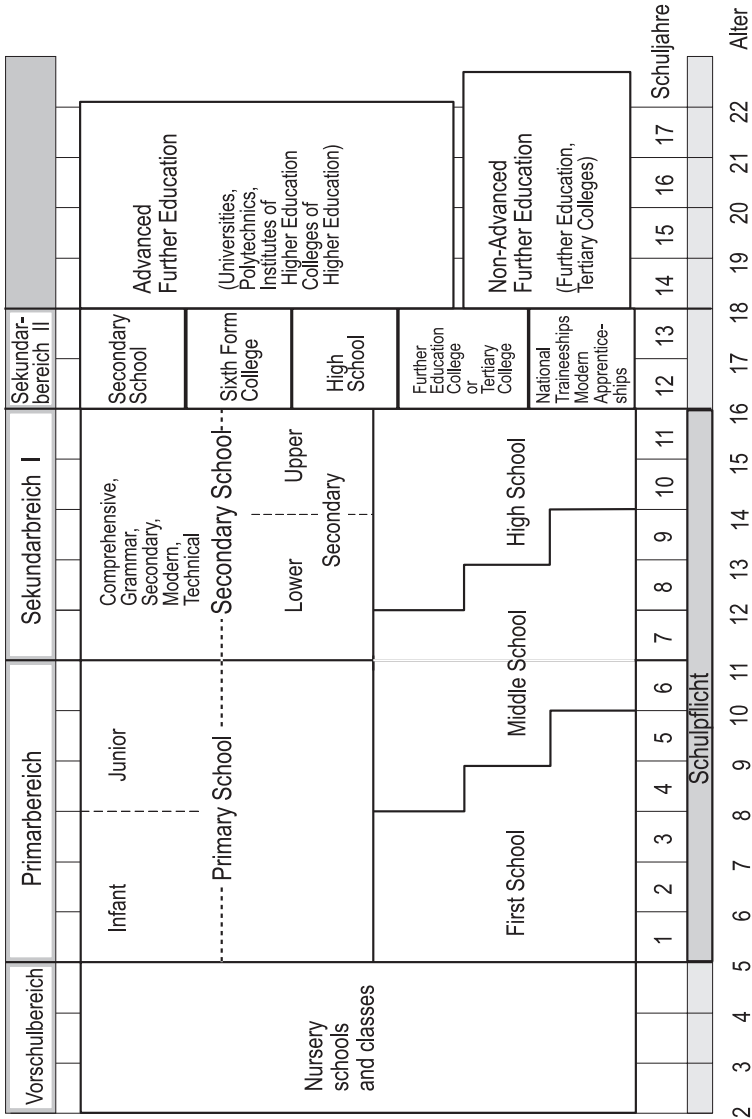 Vorschulbereich
Primarbereich
Sekundarbreich I
Sekundar-
bereich II
Nursery
schools
and classes
Infant
Junior
Primary School
Comprehensive,
Grammar,
Secondary,
Modern,
Technical
Secondary School
Lower
Upper
Secondary
First School
Middle School
High School
Secondary
School
Sixth Form
College
High
School
Further
Education
College
or
Tertiary
College
National
Traineeships
Modern
Apprentice-
ships
Advanced
Further Education
(Universities,
Polytechnics,
Institutes of
Higher Education
Colleges of
Higher Education)
Non-Advanced
Further Education
(Further Education,
Tertiary Colleges)
1 2 3 4 5 6 7 8 9 10 11 12 13 14 15 16 17 Schuljahre
Schulpflicht
2 3 4 5 6 7 8 9 10 11 12 13 14 15 16 17 18 19 20 21 22 Alter